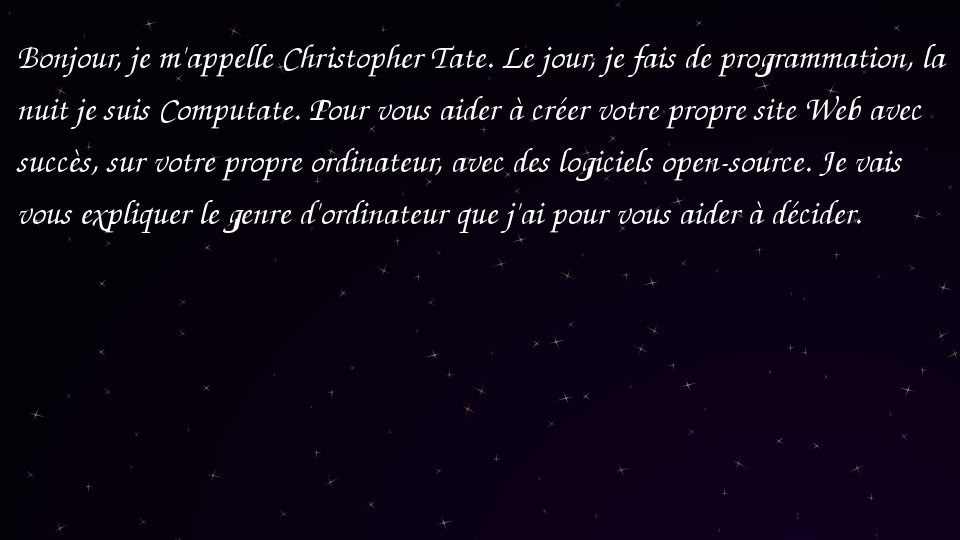 Bonjour, je m'appelle Christopher Tate. Le jour, je fais de programmation, la
nuit je suis Computate. Pour vous aider à créer votre propre site Web avec
succès, sur votre propre ordinateur, avec des logiciels open-source. Je vais
vous expliquer le genre d'ordinateur que j'ai pour vous aider à décider.